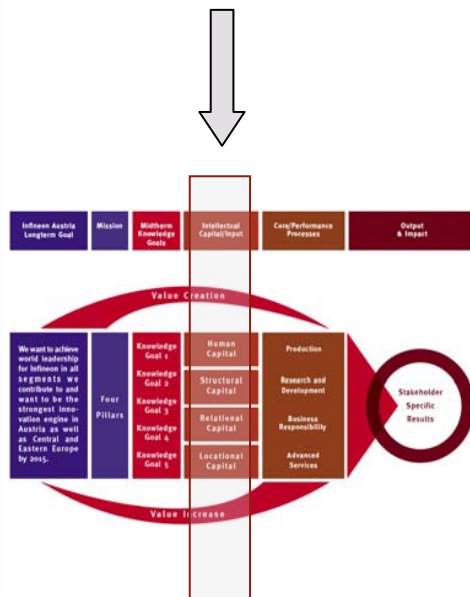 Infineon Austria
Longterm Goal
Mission
Midtherm
Knowledge
Goals
Intellectual
Capital/Input
Core/Performance
Processes
Output
& Impact
Value Creation
We want to achieve
world leadership
for Infineon in all
segments we
contribute to and
want to be the
strongest inno-
vation engine in
Austria as well
as Central and
Eastern Europe
by 2015.
Four
Pillars
Knowledge
Goal 1
Knowledge
Goal 2
Knowledge
Goal 3
Knowledge
Goal 4
Knowledge
Goal 5
Human
Capital
Structural
Capital
Relational
Capital
Locational
Capital
Production
Research and
Development
Business
Responsibility
Advanced
Services
Stakeholder
Specific
Results
Value Increase